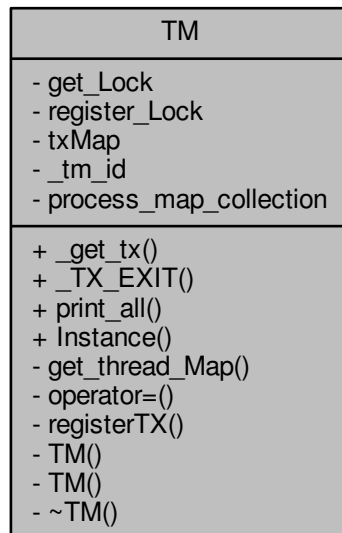 TM
- get_Lock
- register_Lock
- txMap
- _tm_id
- process_map_collection
+ _get_tx()
+ _TX_EXIT()
+ print_all()
+ Instance()
- get_thread_Map()
- operator=()
- registerTX()
- TM()
- TM()
- ~TM()